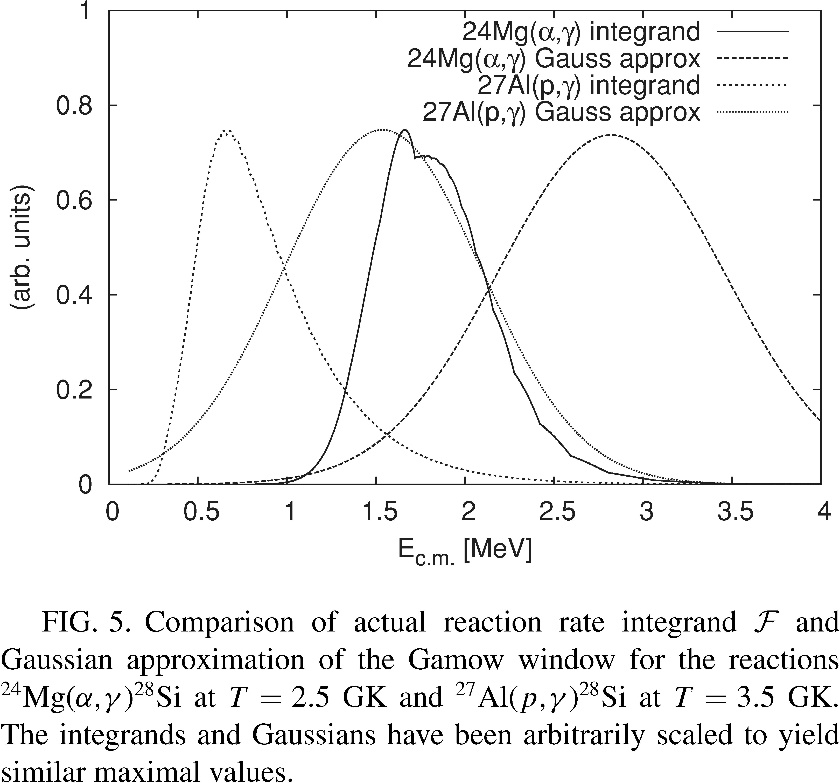 1
0.8
0.6
0.4
0.2
0
(arb. units)
24Mg(α,γ) integrand
24Mg(α,γ) Gauss approx
27Al(p,γ) integrand
27Al(p,γ) Gauss approx
0 0.5 1 1.5 2 2.5 3 3.5 4
E_c.m. [MeV]
FIG. 5. Comparison of actual reaction rate integrand ℱ and
Gaussian approximation of the Gamow window for the reactions
²⁴Mg(α,γ)²⁸Si at T = 2.5 GK and ²⁷Al(p,γ)²⁸Si at T = 3.5 GK.
The integrands and Gaussians have been arbitrarily scaled to yield
similar maximal values.